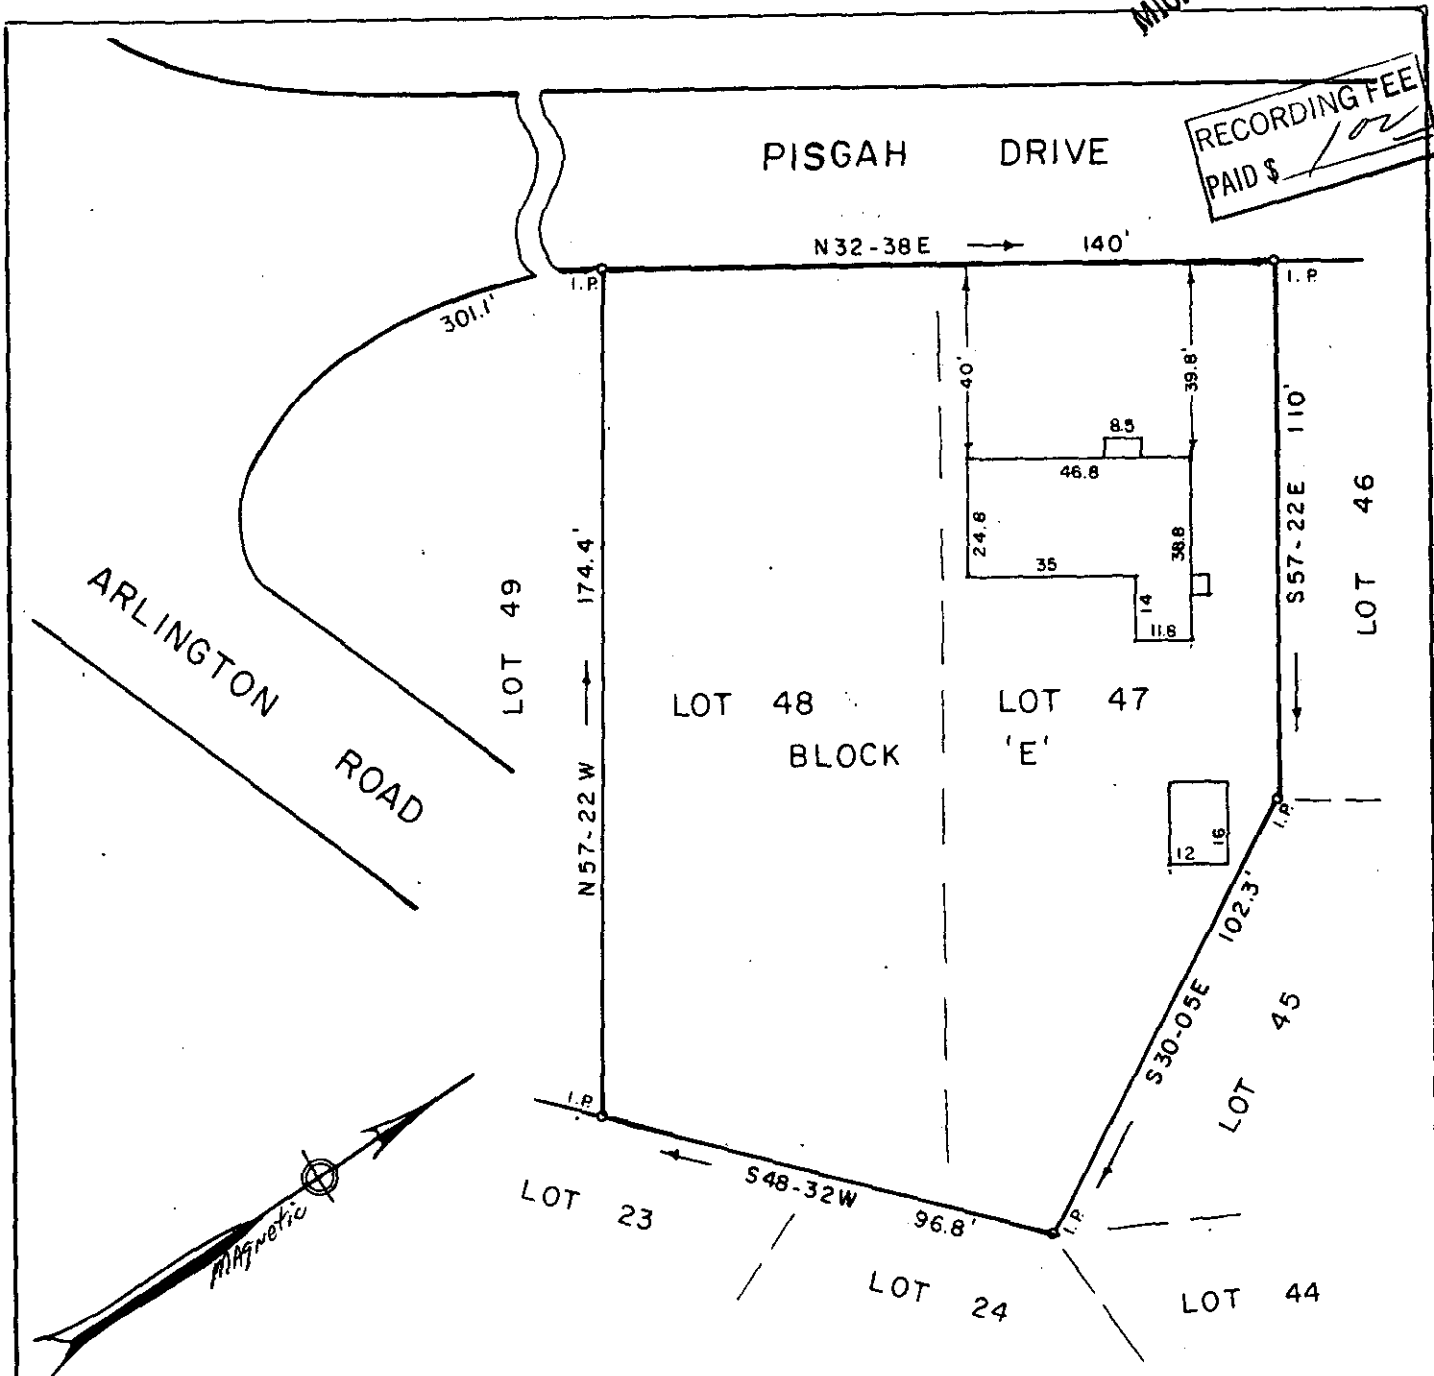 RECORDING FEE
PAID $
PISGAH DRIVE
N32-38E 140'
I.P.
I.P.
301.1'
40'
39.8'
8.5
46.8
24.8
38.8
35
14
11.8
S57-22E 110'
LOT 46
N57-22W 174.4'
LOT 49
ARLINGTON ROAD
LOT 48
LOT 47
BLOCK 'E'
12
16
I.P.
S30-05E 102.3'
LOT 45
I.P.
S48-32W 96.8'
I.P.
LOT 23
LOT 24
LOT 44
Magnetic